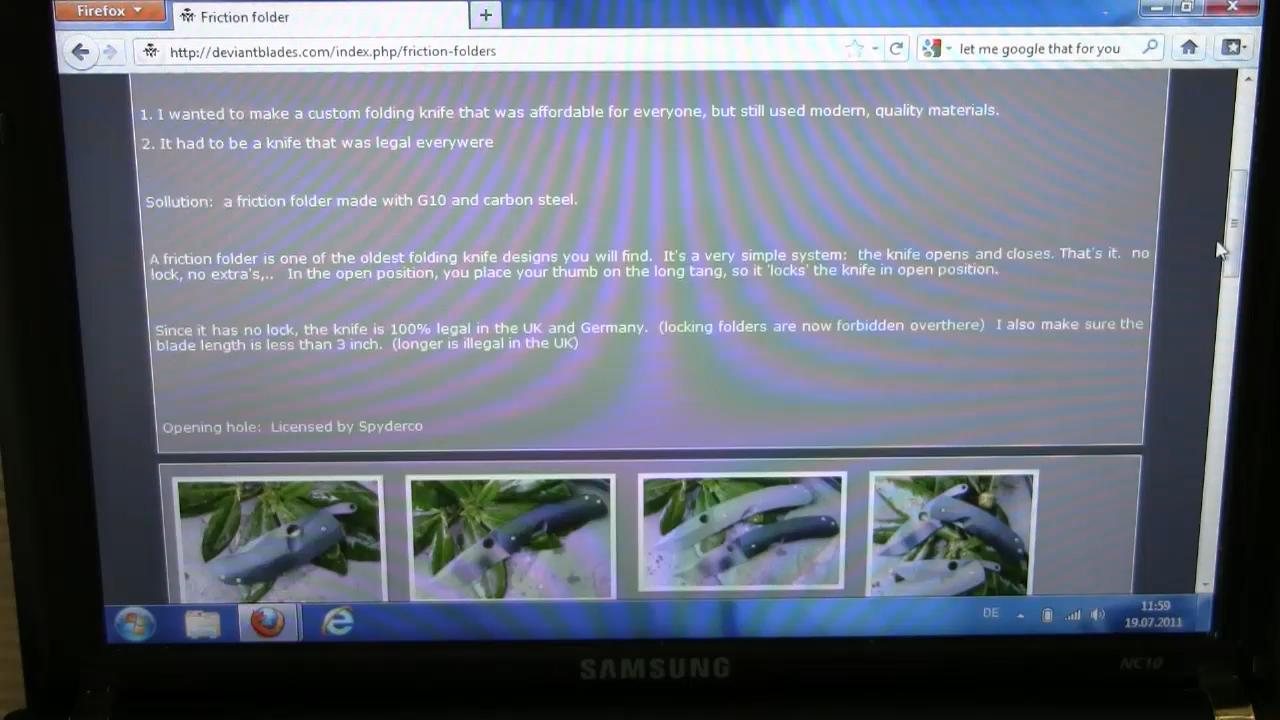 Firefox
Friction folder
http://deviantblades.com/index.php/friction-folders
let me google that for you
1. I wanted to make a custom folding knife that was affordable for everyone, but still used modern, quality materials.
2. It had to be a knife that was legal everywere
Sollution: a friction folder made with G10 and carbon steel.
A friction folder is one of the oldest folding knife designs you will find. It's a very simple system: the knife opens and closes. That's it. no
lock, no extra's,.. In the open position, you place your thumb on the long tang, so it 'locks' the knife in open position.
Since it has no lock, the knife is 100% legal in the UK and Germany. (locking folders are now forbidden overthere) I also make sure the
blade length is less than 3 inch. (longer is illegal in the UK)
Opening hole: Licensed by Spyderco
DE
11:59
19.07.2011
SAMSUNG
NC10